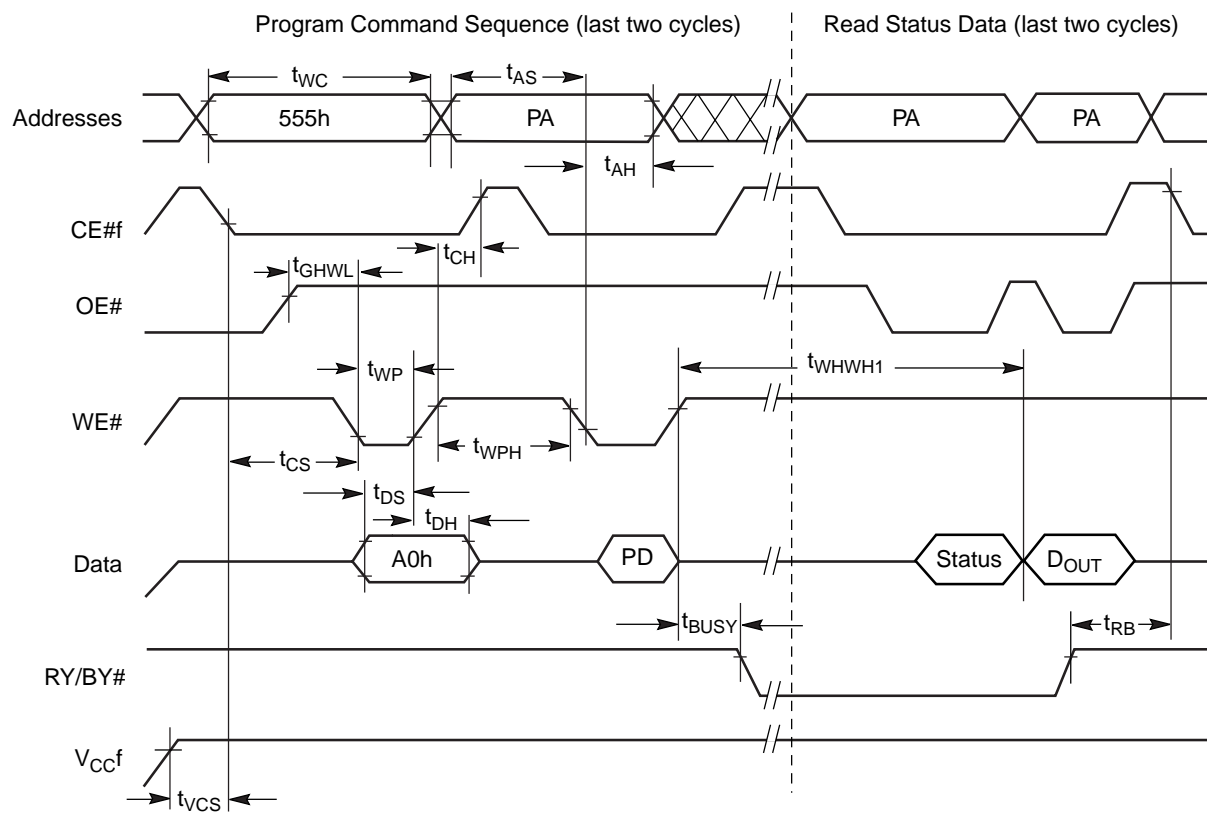 Program Command Sequence (last two cycles)
Read Status Data (last two cycles)
tWC
tAS
Addresses
555h
PA
PA
PA
tAH
CE#f
tCH
tGHWL
OE#
tWP
tWHWH1
WE#
tWPH
tCS
tDS
tDH
Data
A0h
PD
Status
DOUT
tBUSY
tRB
RY/BY#
VCCf
tVCS